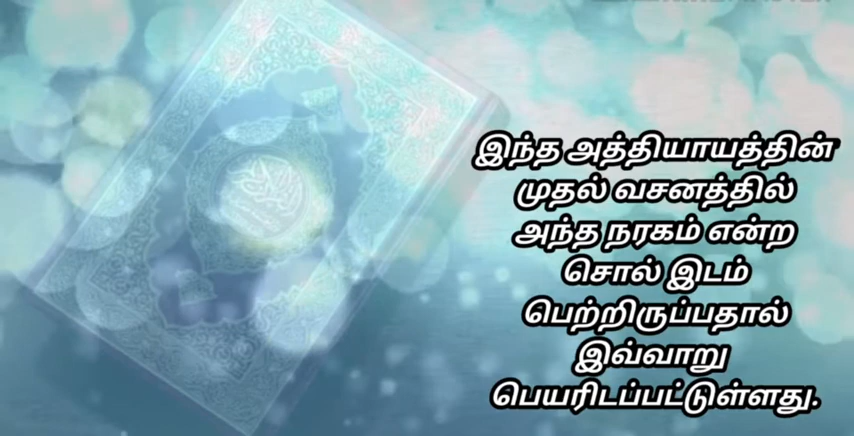 இந்த அத்தியாயத்தின்
முதல் வசனத்தில்
அந்த நரகம் என்ற
சொல் இடம்
பெற்றிருப்பதால்
இவ்வாறு
பெயரிடப்பட்டுள்ளது.